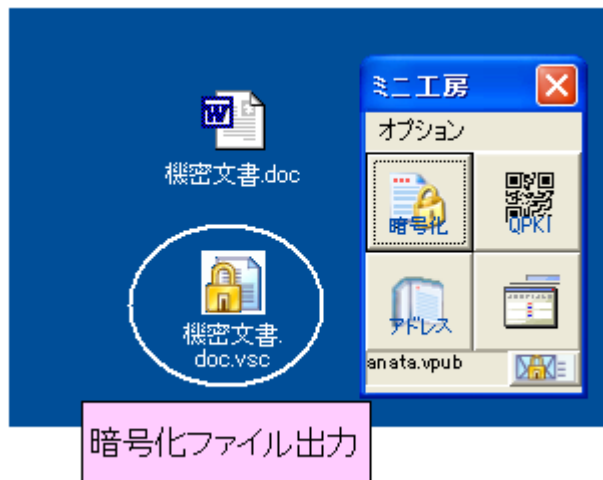 ミニ工房
オプション
機密文書.doc
暗号化
QPKI
機密文書.
doc.vsc
アドレス
anata.vpub
暗号化ファイル出力